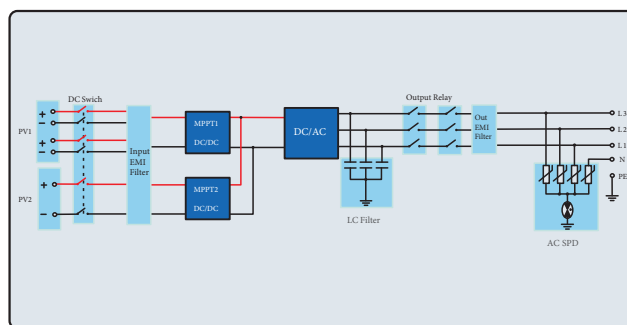 DC Swich
PV1
+
−
+
−
PV2
+
−
Input
EMI
Filter
MPPT1
DC/DC
MPPT2
DC/DC
DC/AC
LC Filter
Output Relay
Out
EMI
Filter
L3
L2
L1
N
PE
AC SPD